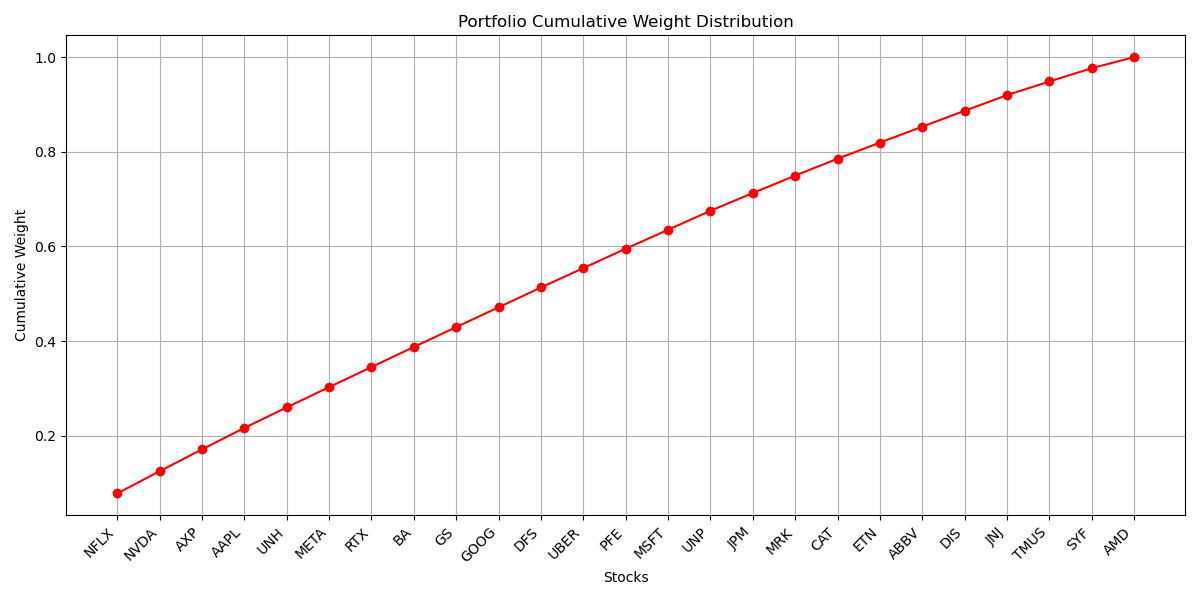 Portfolio Cumulative Weight Distribution
Cumulative Weight
1.0
0.8
0.6
0.4
0.2
NFLX
NVDA
AXP
AAPL
UNH
META
RTX
BA
GS
GOOG
DFS
UBER
PFE
MSFT
UNP
JPM
MRK
CAT
ETN
ABBV
DIS
JNJ
TMUS
SYF
AMD
Stocks